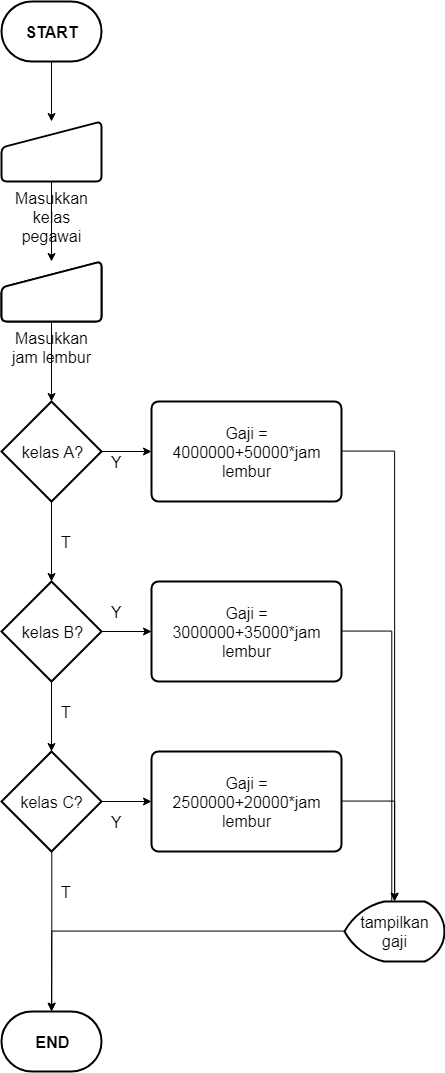 START
Masukkan
kelas
pegawai
Masukkan
jam lembur
kelas A?
Y
Gaji =
4000000+50000*jam
lembur
T
kelas B?
Y
Gaji =
3000000+35000*jam
lembur
T
kelas C?
Y
Gaji =
2500000+20000*jam
lembur
T
tampilkan
gaji
END